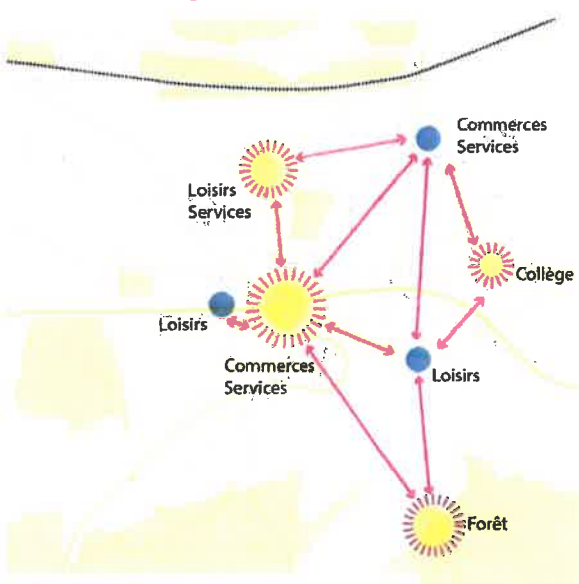 Commerces
Services
Loisirs
Services
Collège
Loisirs
Commerces
Services
Loisirs
Forêt